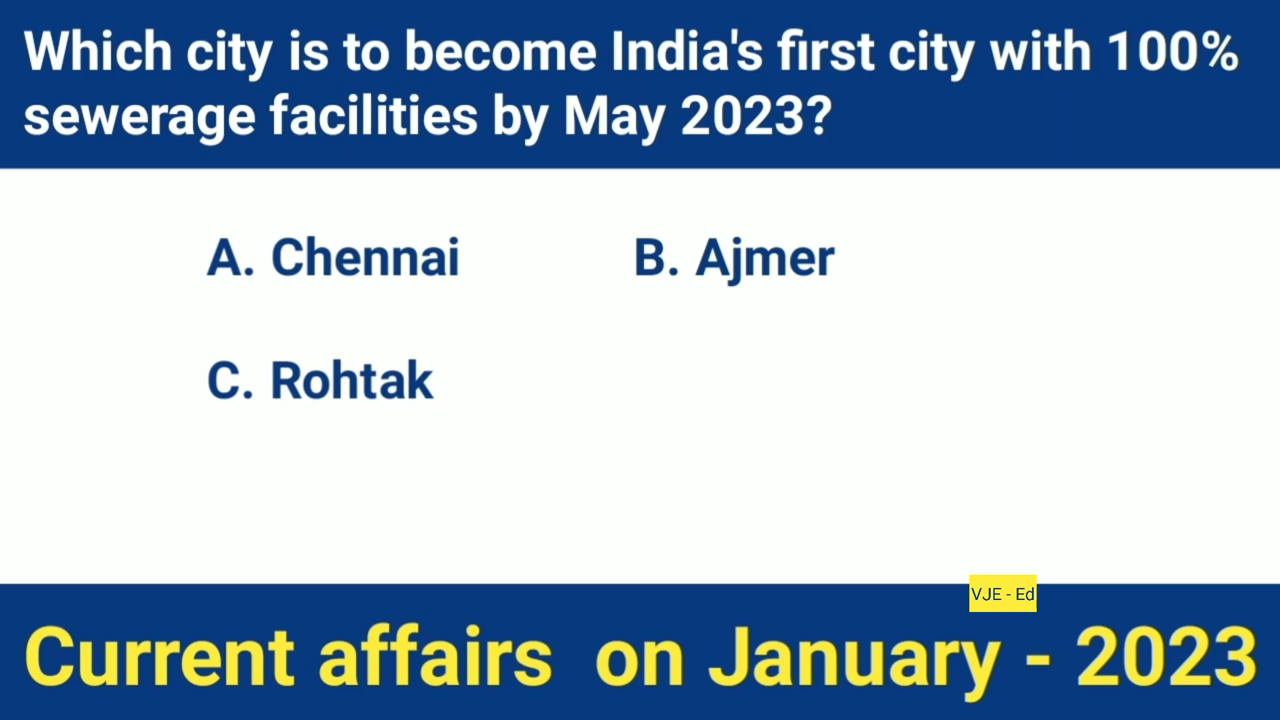 Which city is to become India's first city with 100%
sewerage facilities by May 2023?
A. Chennai B. Ajmer
C. Rohtak
VJE - Ed
Current affairs on January - 2023